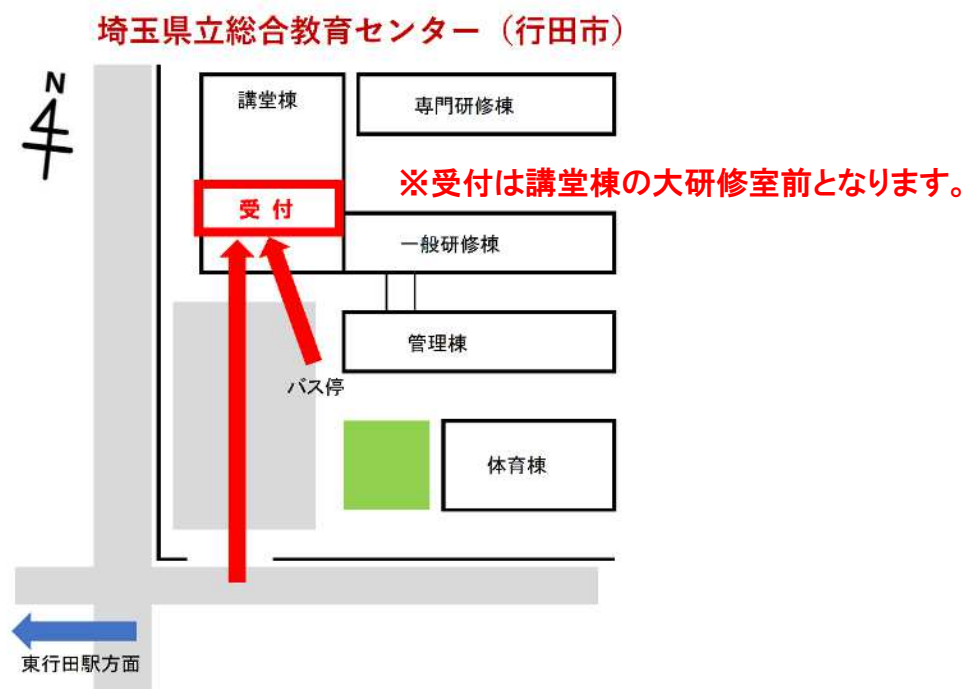 埼玉県立総合教育センター（行田市）
N
講堂棟
専門研修棟
※受付は講堂棟の大研修室前となります。
受 付
一般研修棟
管理棟
バス停
体育棟
東行田駅方面